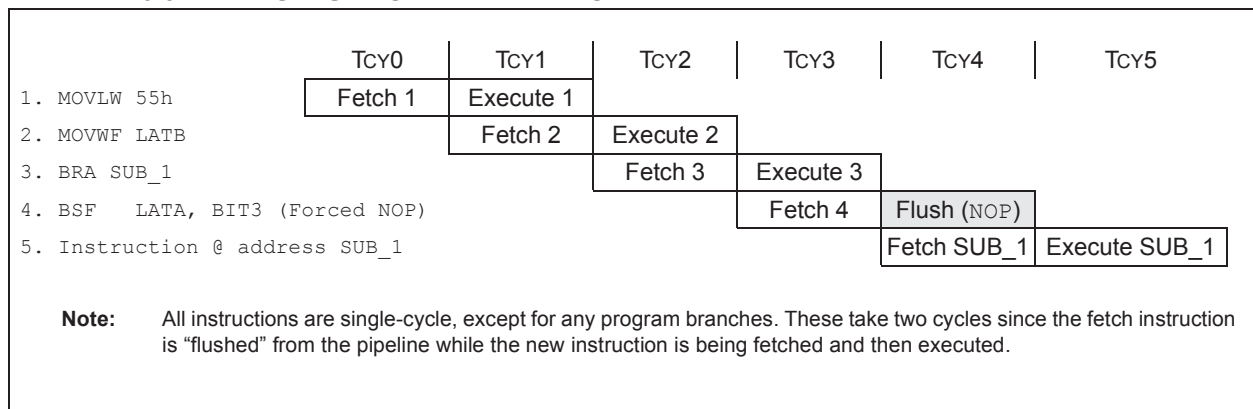 TCY0 TCY1 TCY2 TCY3 TCY4 TCY5
1. MOVLW 55h Fetch 1 Execute 1
2. MOVWF LATB Fetch 2 Execute 2
3. BRA SUB_1 Fetch 3 Execute 3
4. BSF LATA, BIT3 (Forced NOP) Fetch 4 Flush (NOP)
5. Instruction @ address SUB_1 Fetch SUB_1 Execute SUB_1
Note: All instructions are single-cycle, except for any program branches. These take two cycles since the fetch instruction
is “flushed” from the pipeline while the new instruction is being fetched and then executed.